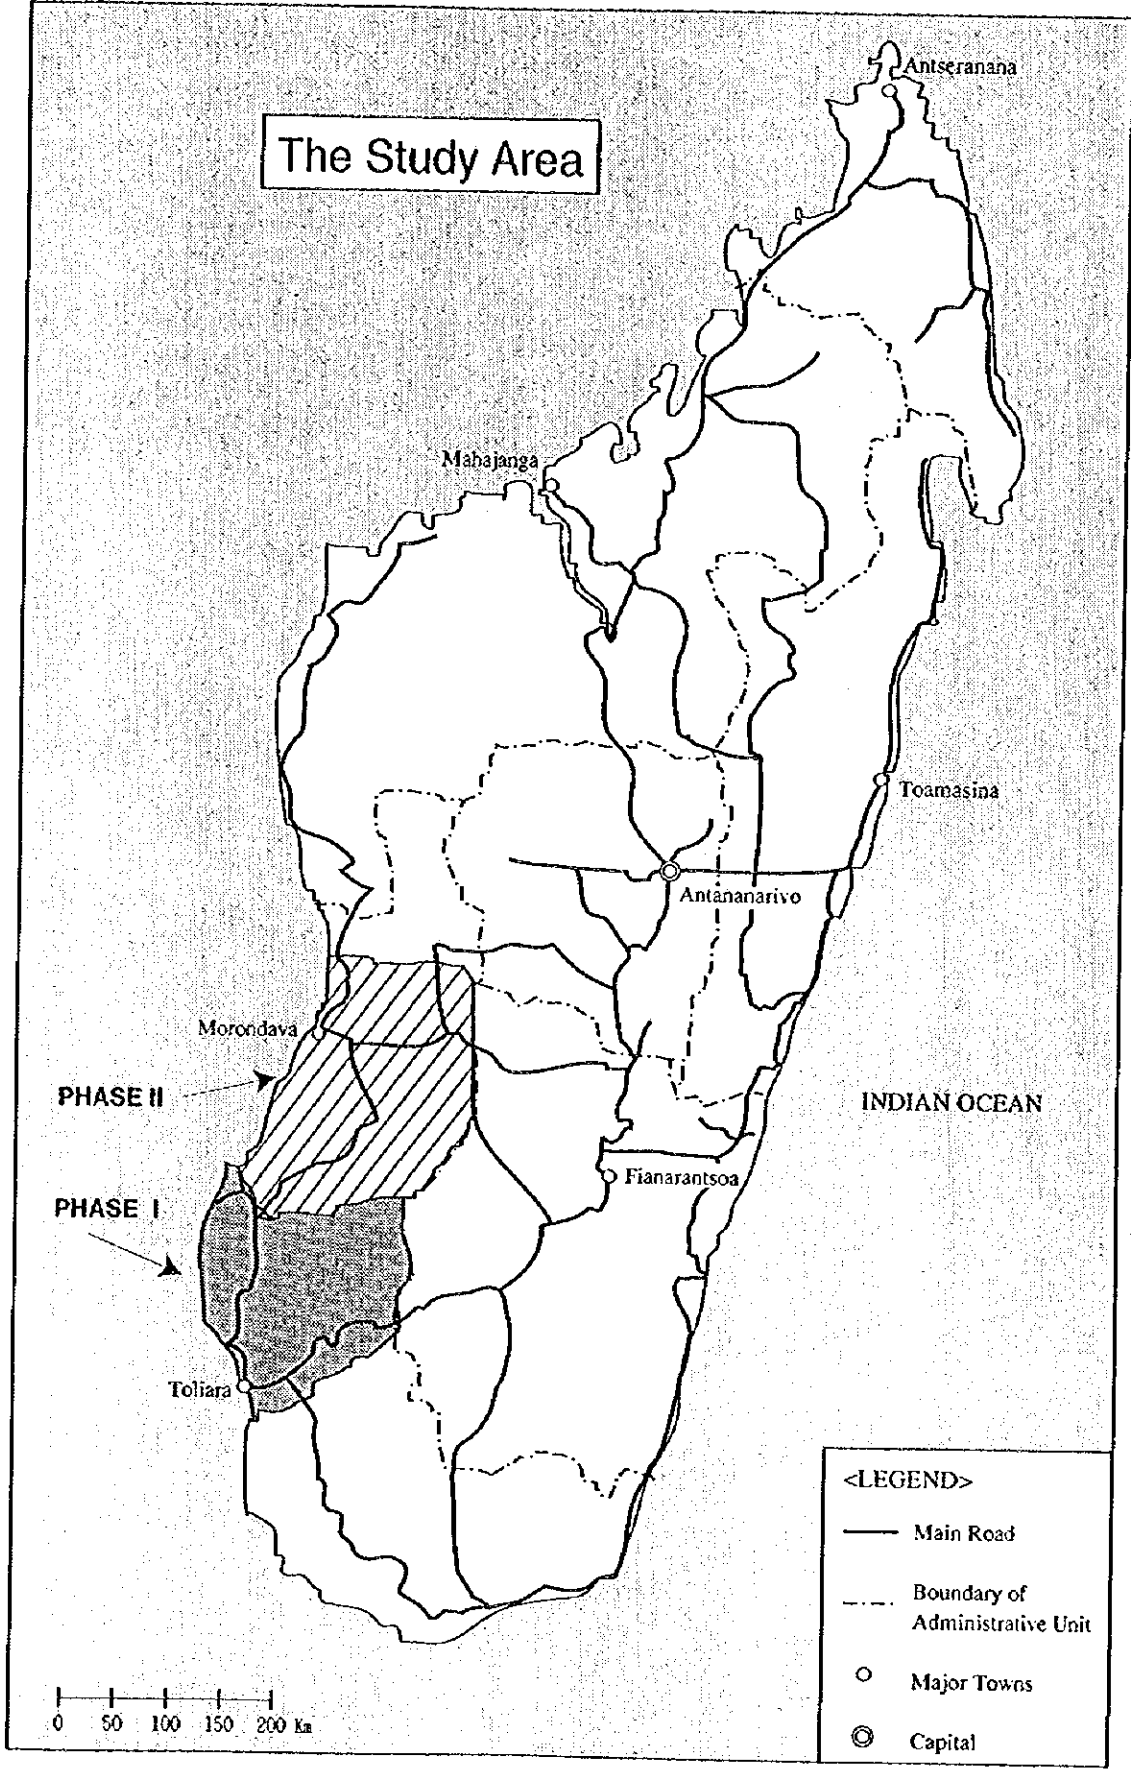 Antseranana
The Study Area
Mahajanga
Toamasina
Antananarivo
Morondava
PHASE II
INDIAN OCEAN
Fianarantsoa
PHASE I
Toliara
<LEGEND>
Main Road
Boundary of
Administrative Unit
Major Towns
Capital
0 50 100 150 200 Km